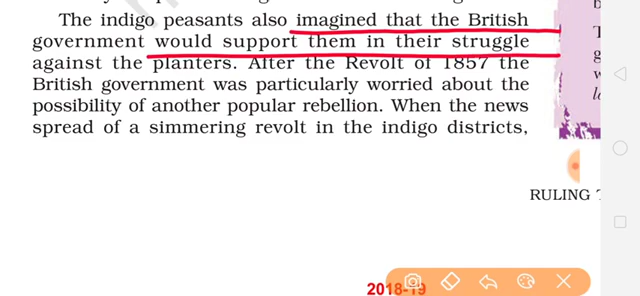 The indigo peasants also imagined that the British
government would support them in their struggle
against the planters. After the Revolt of 1857 the
British government was particularly worried about the
possibility of another popular rebellion. When the news
spread of a simmering revolt in the indigo districts,
RULING
2018-19